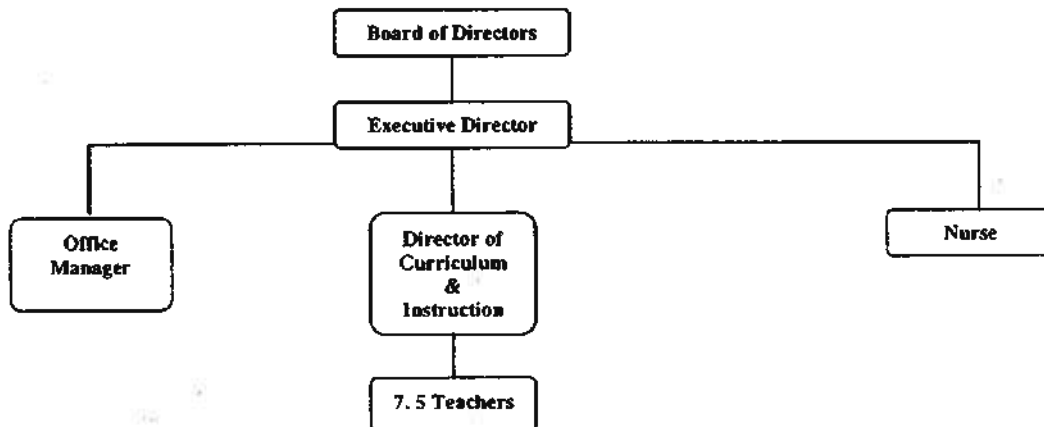 Board of Directors
Executive Director
Office
Manager
Director of
Curriculum
&
Instruction
Nurse
7. 5 Teachers